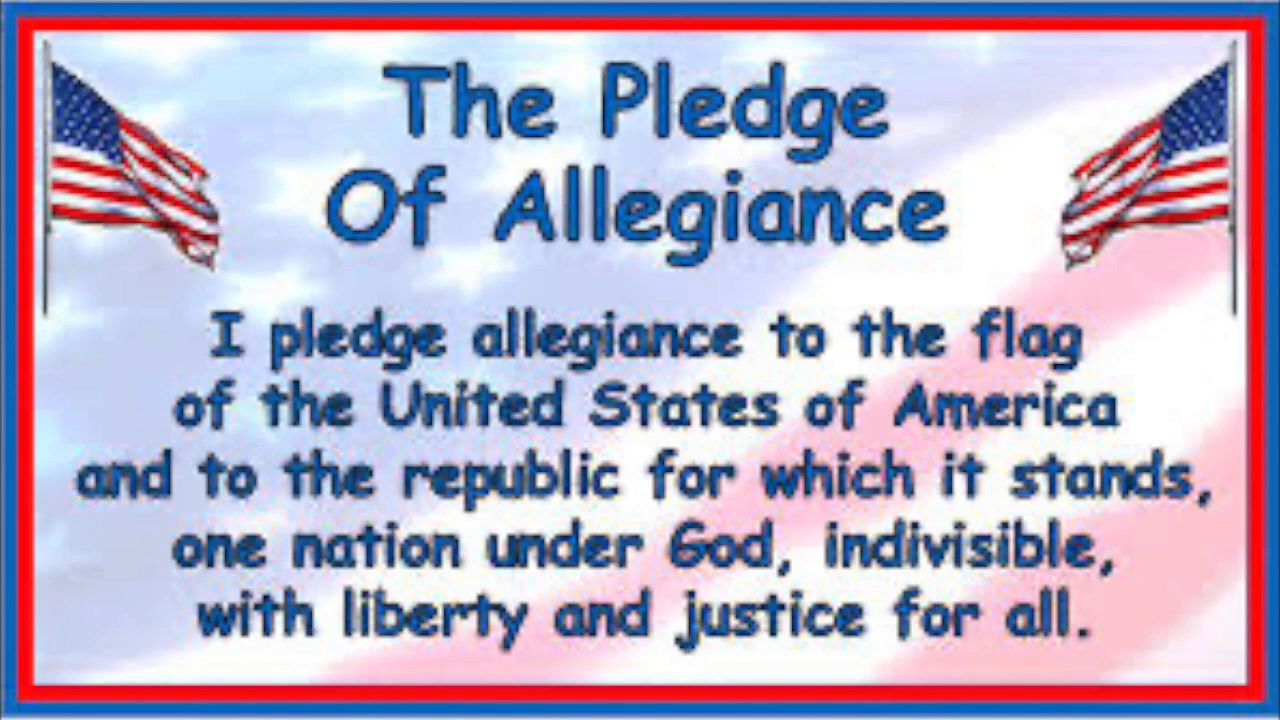 The Pledge
Of Allegiance
I pledge allegiance to the flag
of the United States of America
and to the republic for which it stands,
one nation under God, indivisible,
with liberty and justice for all.